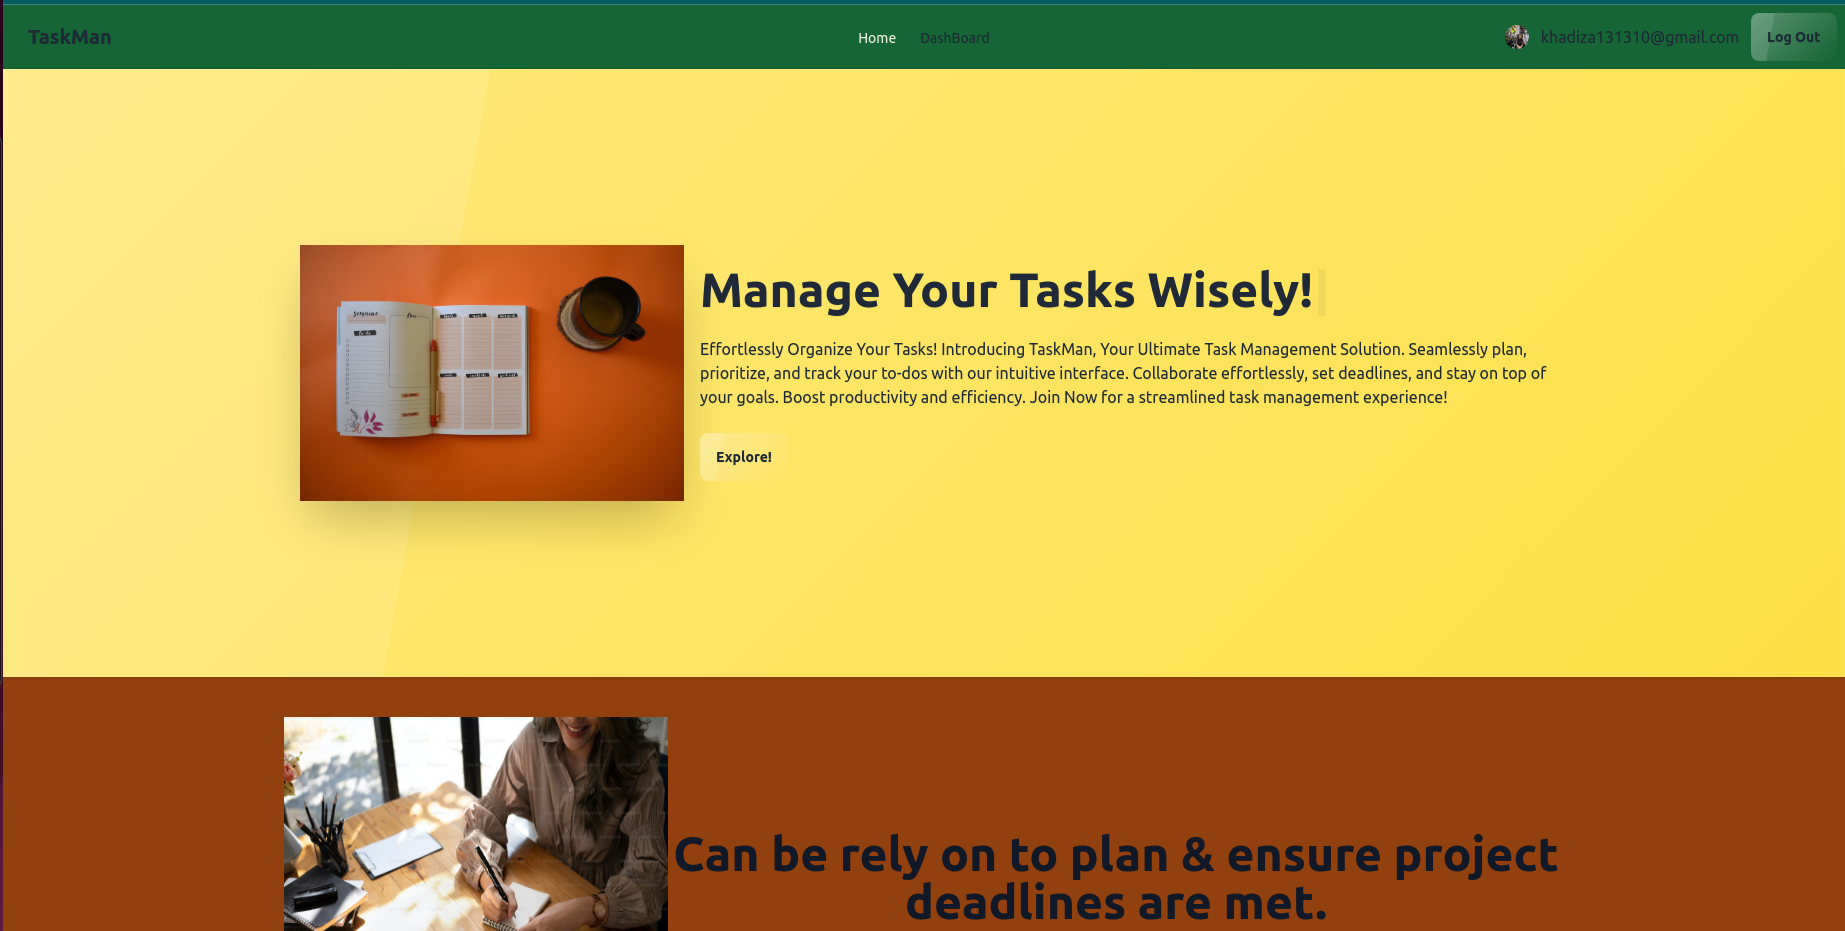 TaskMan
Home
DashBoard
khadiza131310@gmail.com
Log Out
Manage Your Tasks Wisely!
Effortlessly Organize Your Tasks! Introducing TaskMan, Your Ultimate Task Management Solution. Seamlessly plan,
prioritize, and track your to-dos with our intuitive interface. Collaborate effortlessly, set deadlines, and stay on top of
your goals. Boost productivity and efficiency. Join Now for a streamlined task management experience!
Explore!
Can be rely on to plan & ensure project
deadlines are met.